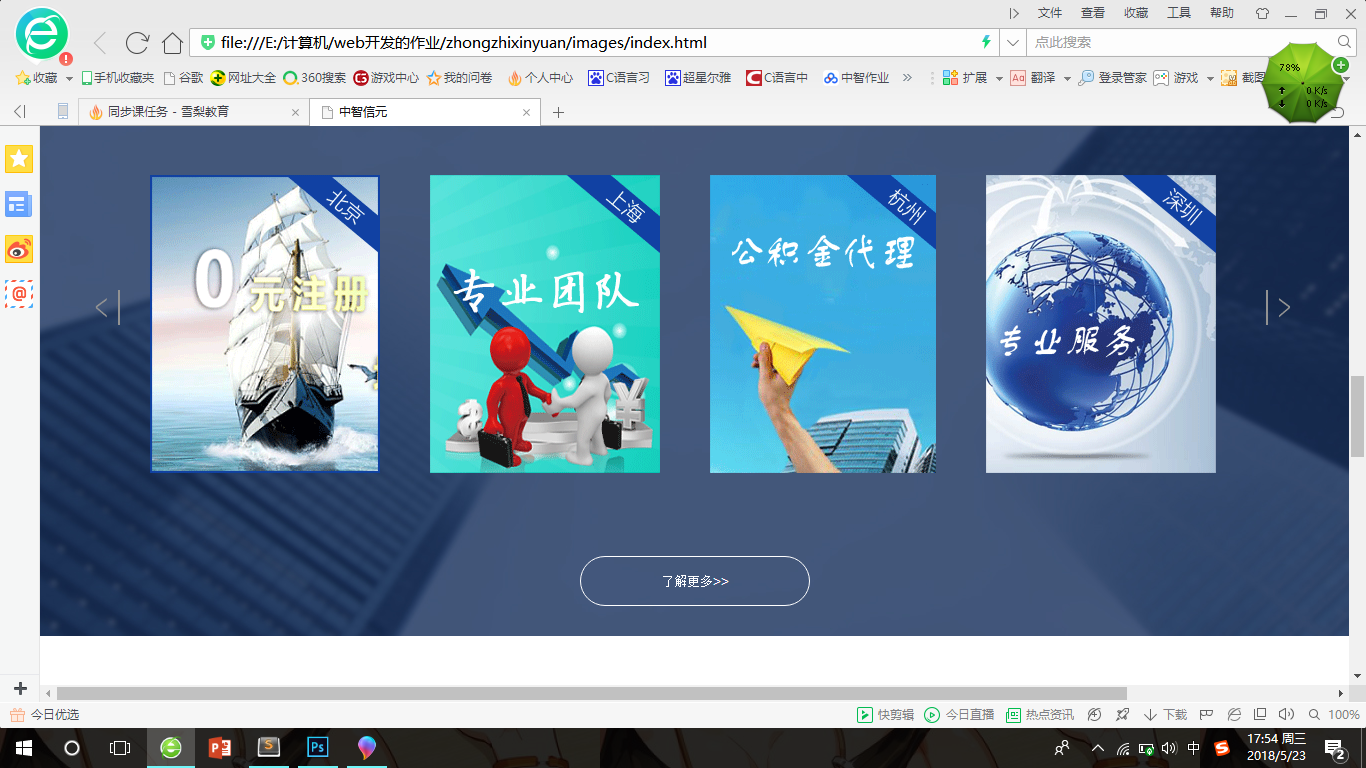 文件 查看 收藏 工具 帮助
file:///E:/计算机/web开发的作业/zhongzhixinyuan/images/index.html
点此搜索
收藏 手机收藏夹 谷歌 网址大全 360搜索 游戏中心 我的问卷 个人中心 C语言习 超星尔雅 C语言中 中智作业 » 扩展 翻译 登录管家 游戏 截图
78%
0 K/s
0 K/s
同步课任务 - 雪梨教育
中智信元
北京
0元注册
上海
专业团队
杭州
公积金代理
深圳
专业服务
了解更多>>
今日优选
快剪辑 今日直播 热点资讯 下载 100%
中
17:54 周三
2018/5/23
2